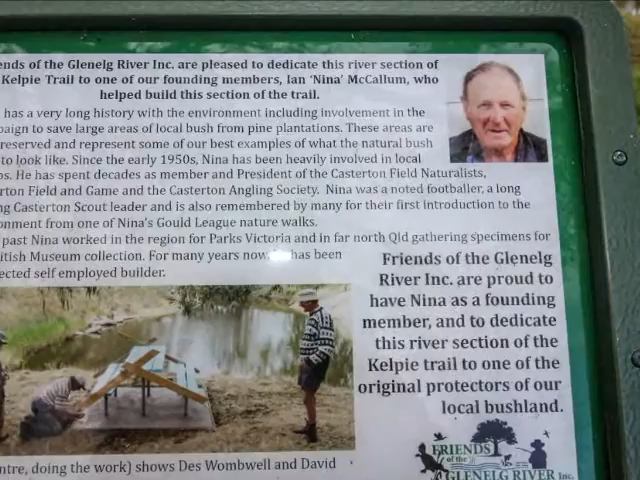 ends of the Glenelg River Inc. are pleased to dedicate this river section of
Kelpie Trail to one of our founding members, Ian 'Nina' McCallum, who
helped build this section of the trail.
has a very long history with the environment including involvement in the
paign to save large areas of local bush from pine plantations. These areas are
reserved and represent some of our best examples of what the natural bush
to look like. Since the early 1950s, Nina has been heavily involved in local
os. He has spent decades as member and President of the Casterton Field Naturalists,
rton Field and Game and the Casterton Angling Society. Nina was a noted footballer, a long
ng Casterton Scout leader and is also remembered by many for their first introduction to the
onment from one of Nina's Gould League nature walks.
past Nina worked in the region for Parks Victoria and in far north Qld gathering specimens for
itish Museum collection. For many years now has been
ected self employed builder.
Friends of the Glenelg
River Inc. are proud to
have Nina as a founding
member, and to dedicate
this river section of the
Kelpie trail to one of the
original protectors of our
local bushland.
ntre, doing the work) shows Des Wombwell and David
FRIENDS
of the
GLENELG RIVER Inc.